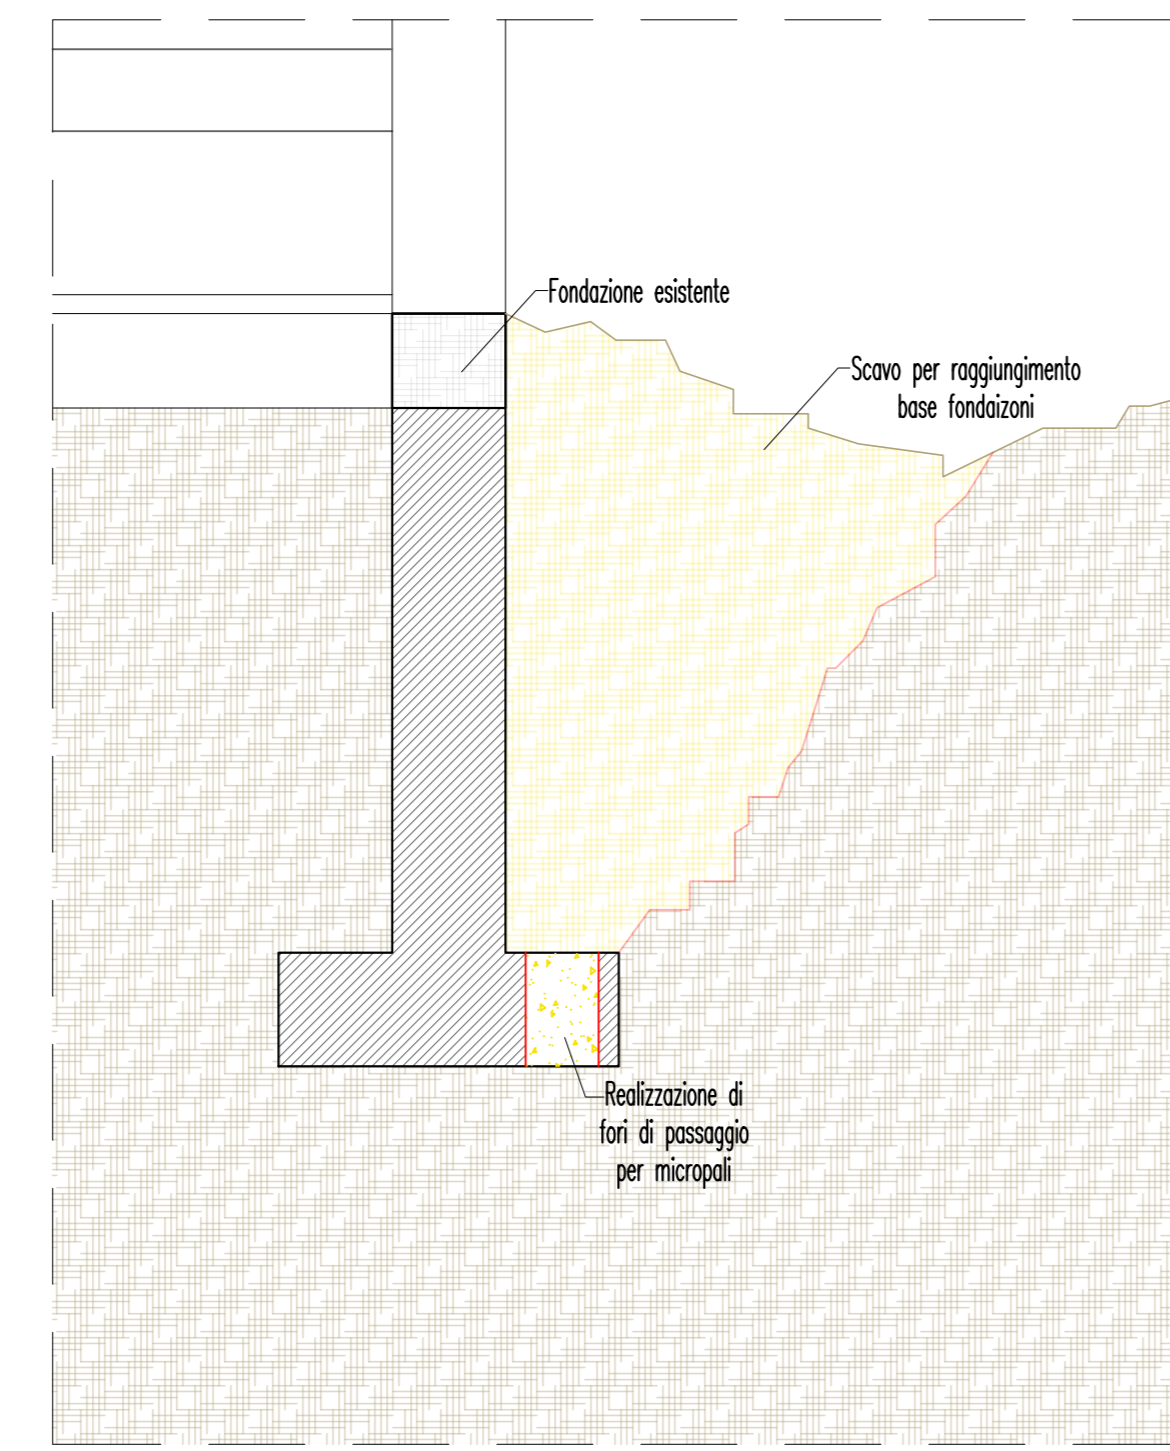 Fondazione esistente
Scavo per raggiungimento
base fondaizoni
Realizzazione di
fori di passaggio
per micropali